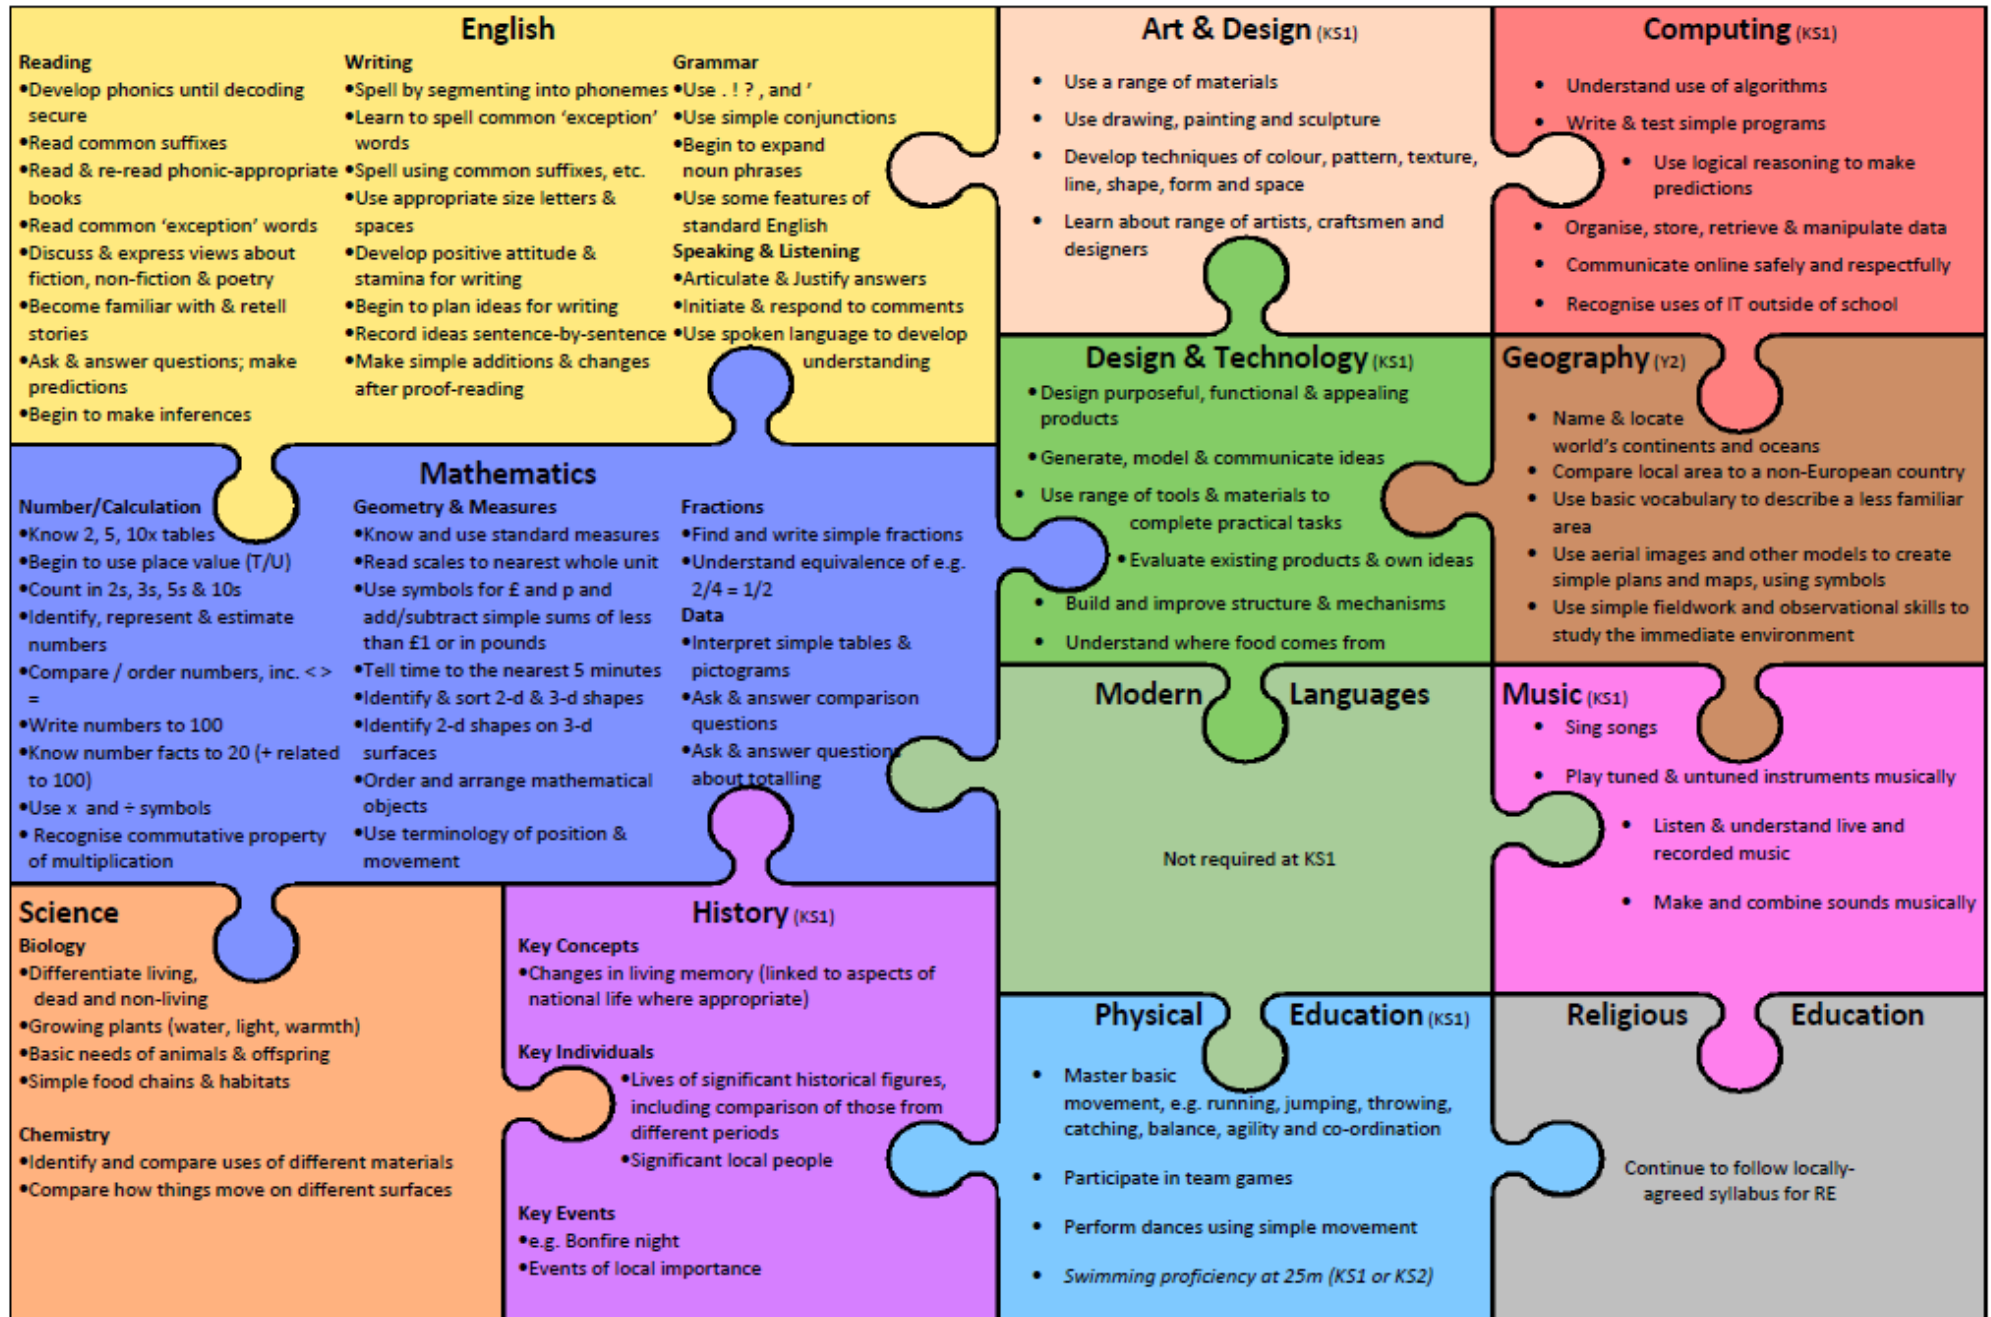 English
Reading
•Develop phonics until decoding
secure
•Read common suffixes
•Read & re-read phonic-appropriate
books
•Read common ‘exception’ words
•Discuss & express views about
fiction, non-fiction & poetry
•Become familiar with & retell
stories
•Ask & answer questions; make
predictions
•Begin to make inferences
Writing
•Spell by segmenting into phonemes
•Learn to spell common ‘exception’
words
•Spell using common suffixes, etc.
•Use appropriate size letters &
spaces
•Develop positive attitude &
stamina for writing
•Begin to plan ideas for writing
•Record ideas sentence-by-sentence
•Make simple additions & changes
after proof-reading
Grammar
•Use . ! ? , and ’
•Use simple conjunctions
•Begin to expand
noun phrases
•Use some features of
standard English
Speaking & Listening
•Articulate & Justify answers
•Initiate & respond to comments
•Use spoken language to develop
understanding
Art & Design (KS1)
• Use a range of materials
• Use drawing, painting and sculpture
• Develop techniques of colour, pattern, texture,
line, shape, form and space
• Learn about range of artists, craftsmen and
designers
Computing (KS1)
• Understand use of algorithms
• Write & test simple programs
• Use logical reasoning to make
predictions
• Organise, store, retrieve & manipulate data
• Communicate online safely and respectfully
• Recognise uses of IT outside of school
Mathematics
Number/Calculation
•Know 2, 5, 10x tables
•Begin to use place value (T/U)
•Count in 2s, 3s, 5s & 10s
•Identify, represent & estimate
numbers
•Compare / order numbers, inc. < >
=
•Write numbers to 100
•Know number facts to 20 (+ related
to 100)
•Use x and ÷ symbols
• Recognise commutative property
of multiplication
Geometry & Measures
•Know and use standard measures
•Read scales to nearest whole unit
•Use symbols for £ and p and
add/subtract simple sums of less
than £1 or in pounds
•Tell time to the nearest 5 minutes
•Identify & sort 2-d & 3-d shapes
•Identify 2-d shapes on 3-d
surfaces
•Order and arrange mathematical
objects
•Use terminology of position &
movement
Fractions
•Find and write simple fractions
•Understand equivalence of e.g.
2/4 = 1/2
Data
•Interpret simple tables &
pictograms
•Ask & answer comparison
questions
•Ask & answer questions
about totalling
Design & Technology (KS1)
•Design purposeful, functional & appealing
products
•Generate, model & communicate ideas
• Use range of tools & materials to
complete practical tasks
•Evaluate existing products & own ideas
• Build and improve structure & mechanisms
• Understand where food comes from
Geography (Y2)
• Name & locate
world’s continents and oceans
• Compare local area to a non-European country
• Use basic vocabulary to describe a less familiar
area
• Use aerial images and other models to create
simple plans and maps, using symbols
• Use simple fieldwork and observational skills to
study the immediate environment
Modern Languages
Not required at KS1
Music (KS1)
• Sing songs
• Play tuned & untuned instruments musically
• Listen & understand live and
recorded music
• Make and combine sounds musically
Science
Biology
•Differentiate living,
dead and non-living
•Growing plants (water, light, warmth)
•Basic needs of animals & offspring
•Simple food chains & habitats
Chemistry
•Identify and compare uses of different materials
•Compare how things move on different surfaces
History (KS1)
Key Concepts
•Changes in living memory (linked to aspects of
national life where appropriate)
Key Individuals
•Lives of significant historical figures,
including comparison of those from
different periods
•Significant local people
Key Events
•e.g. Bonfire night
•Events of local importance
Physical Education (KS1)
• Master basic
movement, e.g. running, jumping, throwing,
catching, balance, agility and co-ordination
• Participate in team games
• Perform dances using simple movement
• Swimming proficiency at 25m (KS1 or KS2)
Religious Education
Continue to follow locally-
agreed syllabus for RE